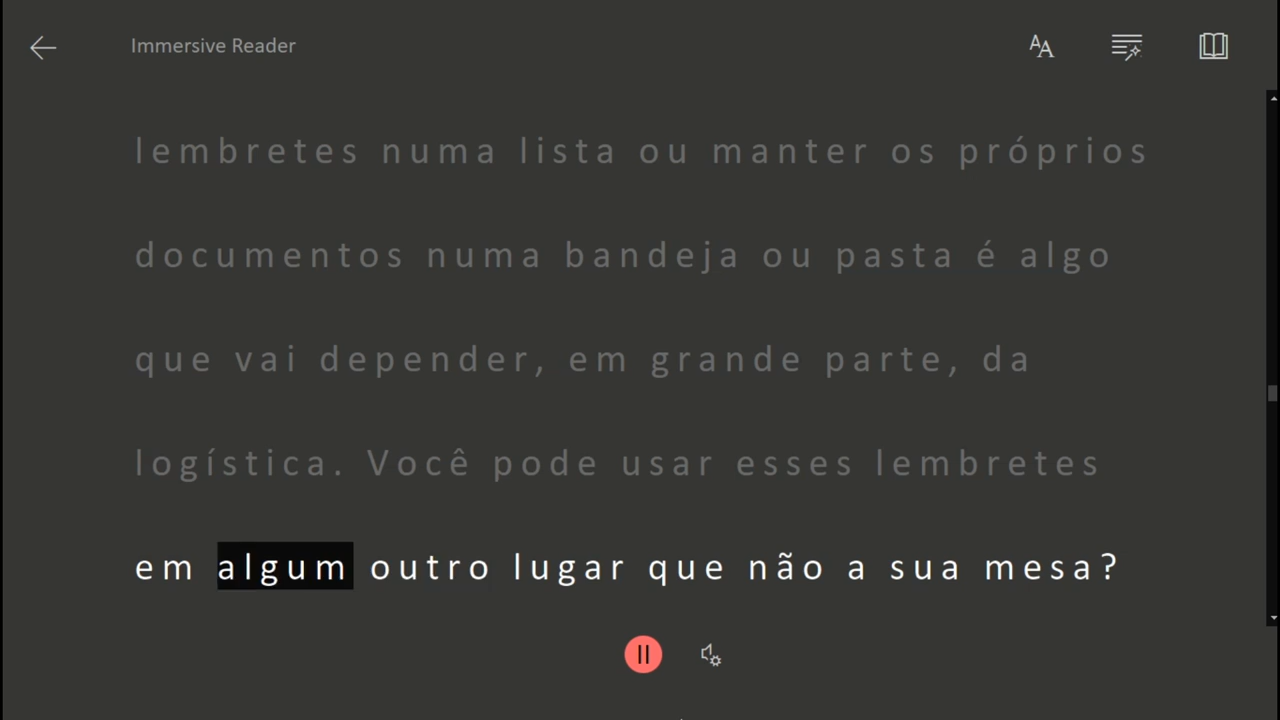 Immersive Reader
lembretes numa lista ou manter os próprios
documentos numa bandeja ou pasta é algo
que vai depender, em grande parte, da
logística. Você pode usar esses lembretes
em algum outro lugar que não a sua mesa?